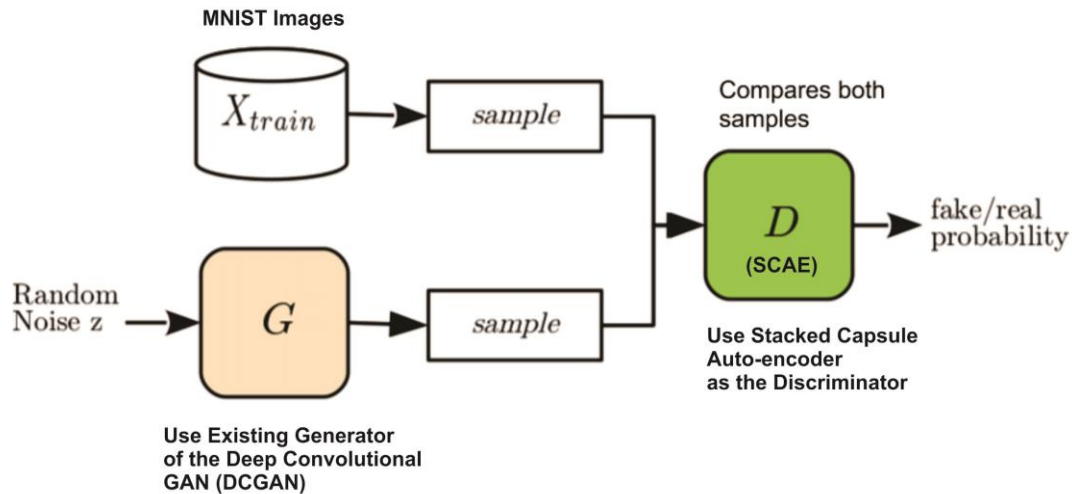 MNIST Images
X_train
sample
Compares both
samples
D
(SCAE)
fake/real
probability
Random
Noise z
G
sample
Use Stacked Capsule
Auto-encoder
as the Discriminator
Use Existing Generator
of the Deep Convolutional
GAN (DCGAN)